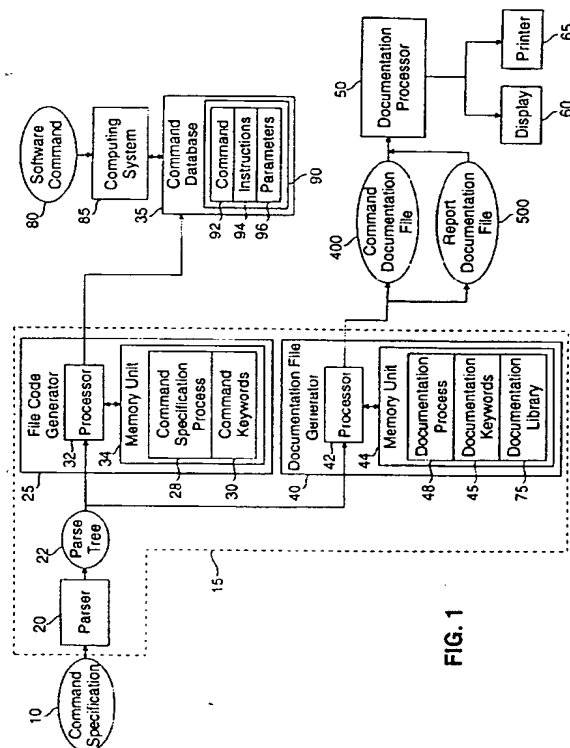 10
Command
Specification
20
Parser
22
Parse
Tree
15
25
File Code
Generator
32
Processor
34
Memory Unit
28
Command
Specification
Process
30
Command
Keywords
40
Documentation File
Generator
42
Processor
44
Memory Unit
48
Documentation
Process
45
Documentation
Keywords
75
Documentation
Library
80
Software
Command
85
Computing
System
35
Command
Database
92
Command
94
Instructions
96
Parameters
90
400
Command
Documentation
File
500
Report
Documentation
File
50
Documentation
Processor
Display
60
Printer
65
FIG. 1